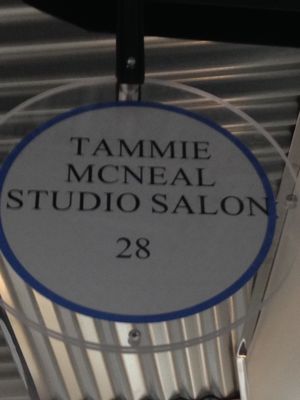 TAMMIE
MCNEAL
STUDIO SALON
28